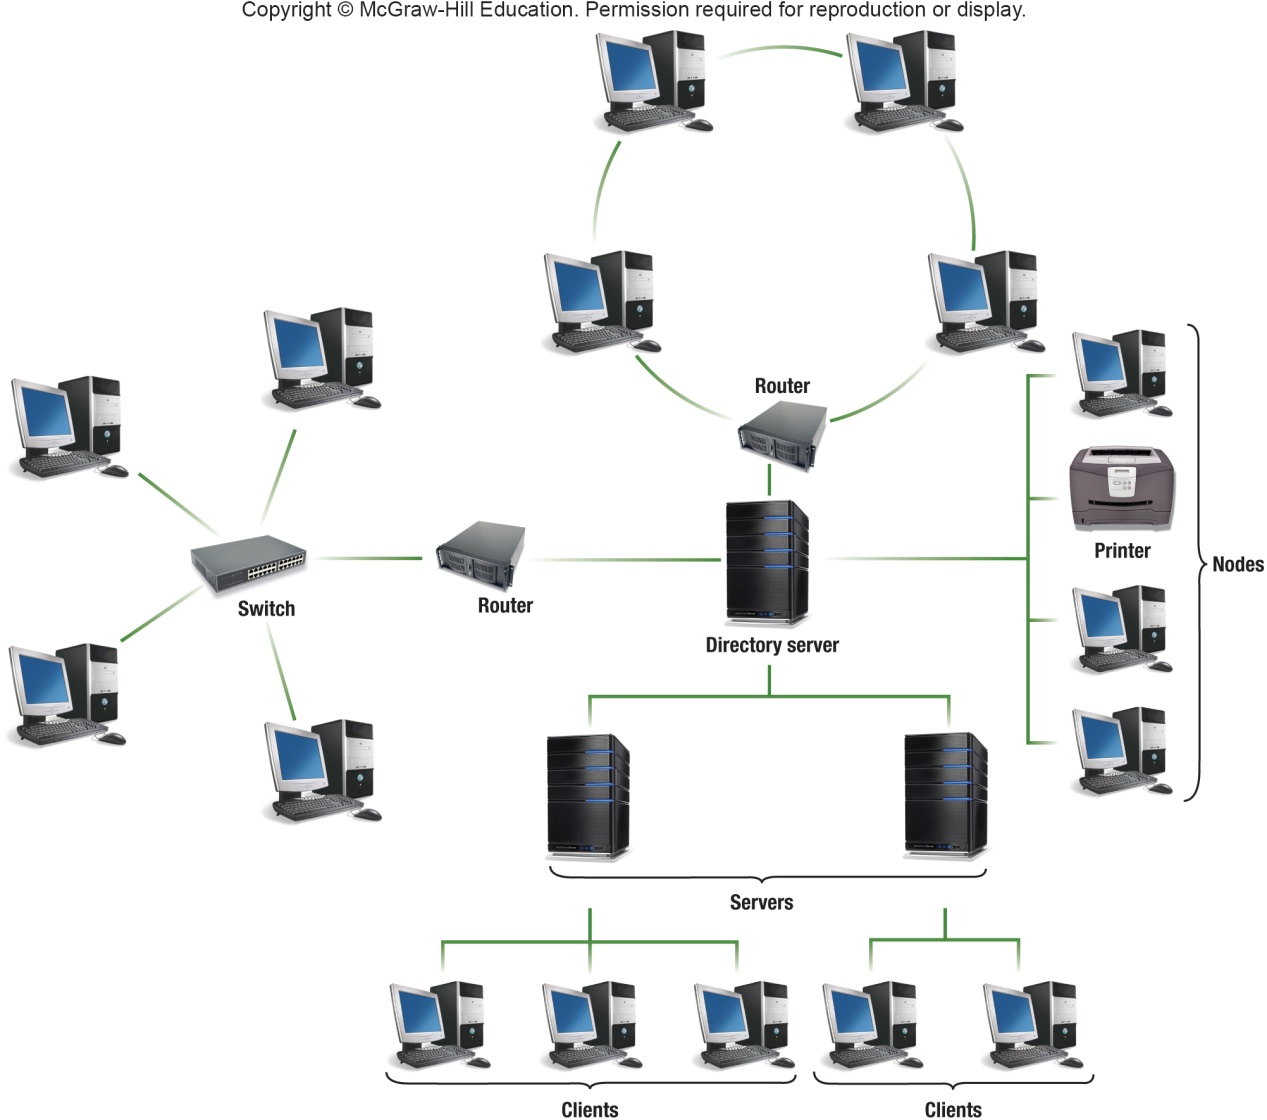 Copyright © McGraw-Hill Education. Permission required for reproduction or display.
Router
Printer
Nodes
Switch
Router
Directory server
Servers
Clients
Clients